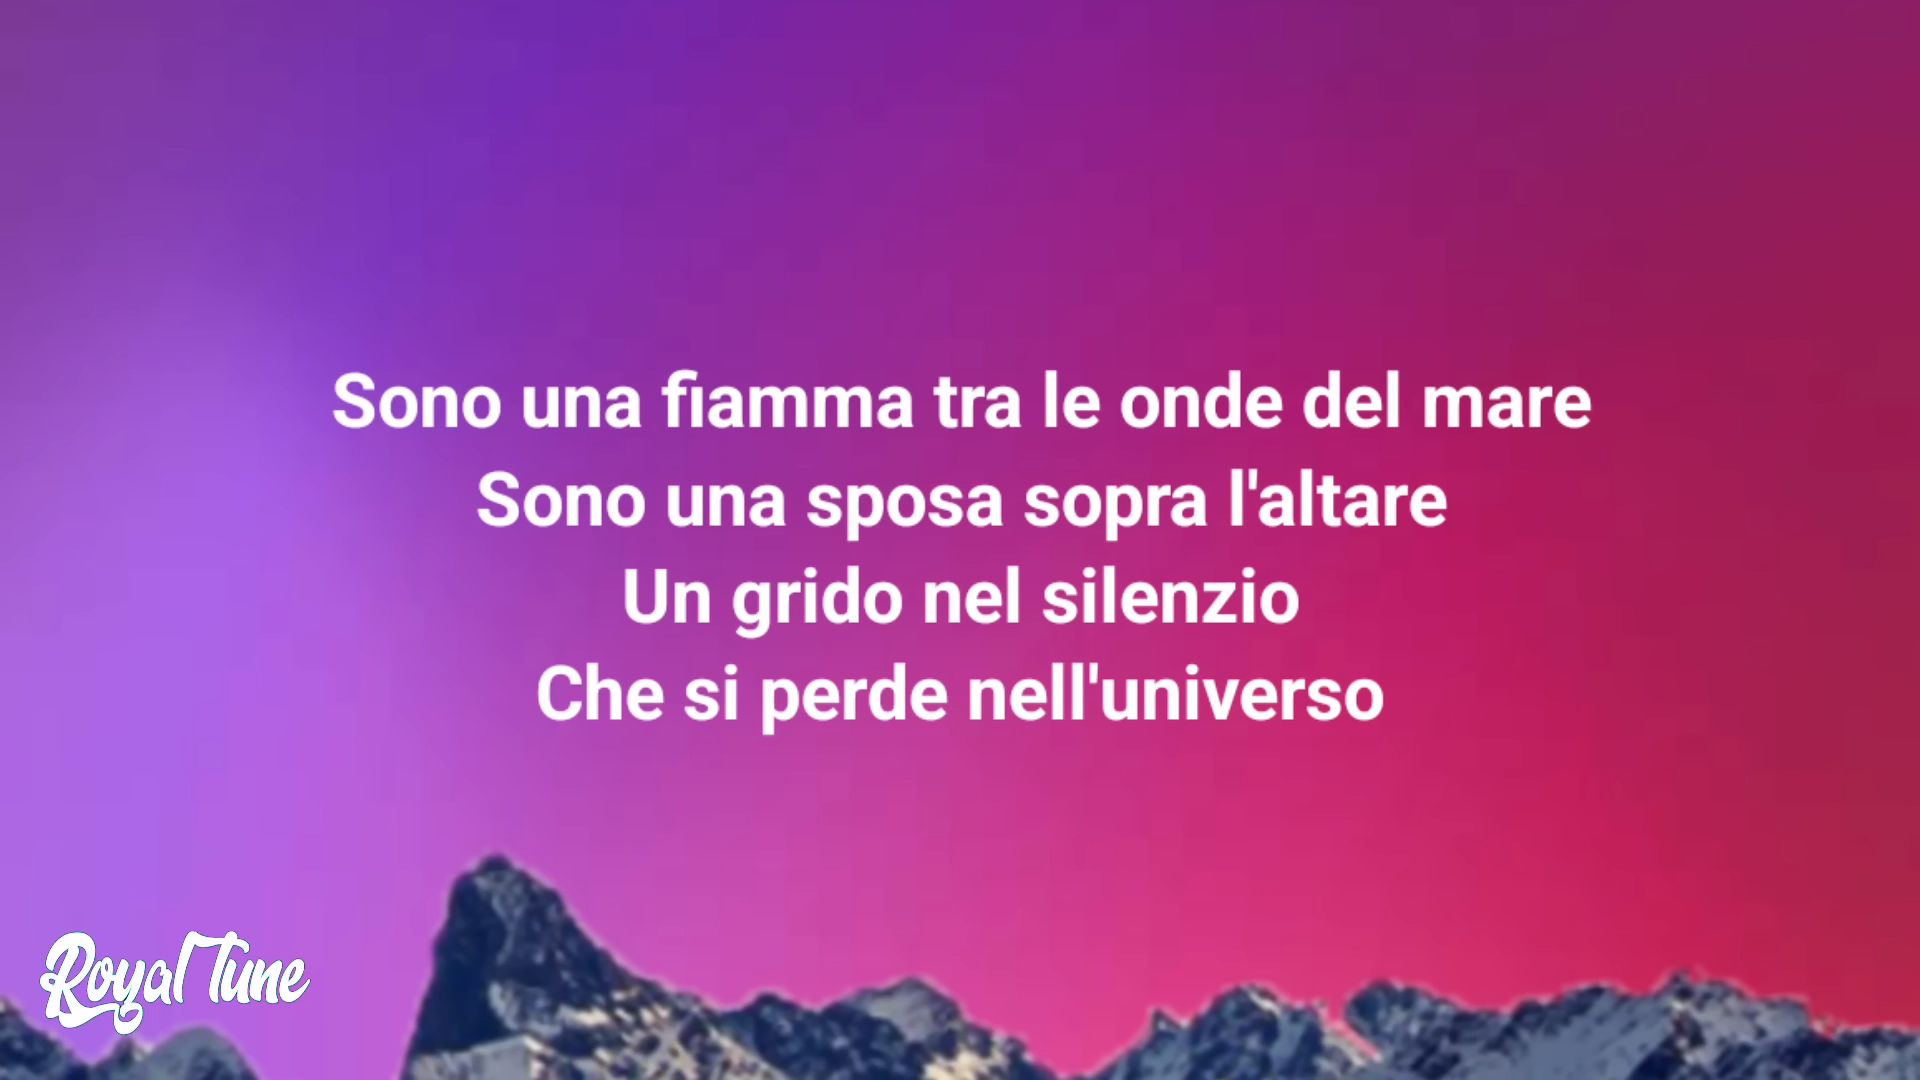 Sono una fiamma tra le onde del mare
Sono una sposa sopra l'altare
Un grido nel silenzio
Che si perde nell'universo
Royal Tune